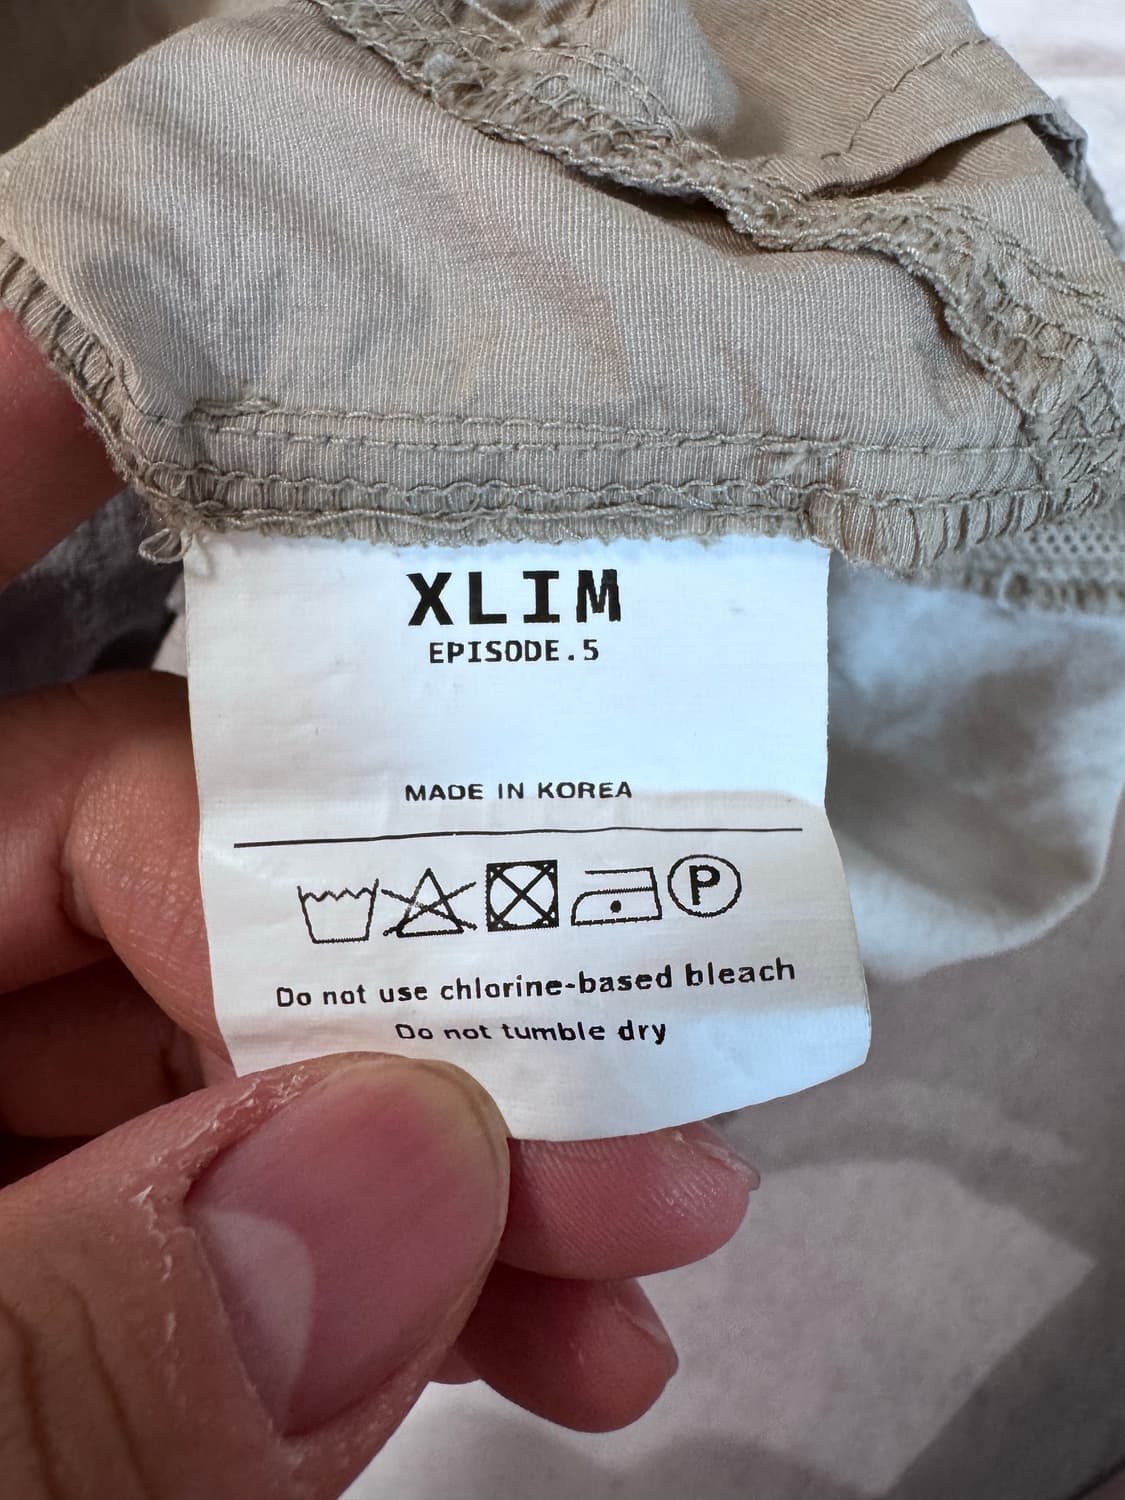 XLIM
EPISODE.5
MADE IN KOREA
P
Do not use chlorine-based bleach
Do not tumble dry